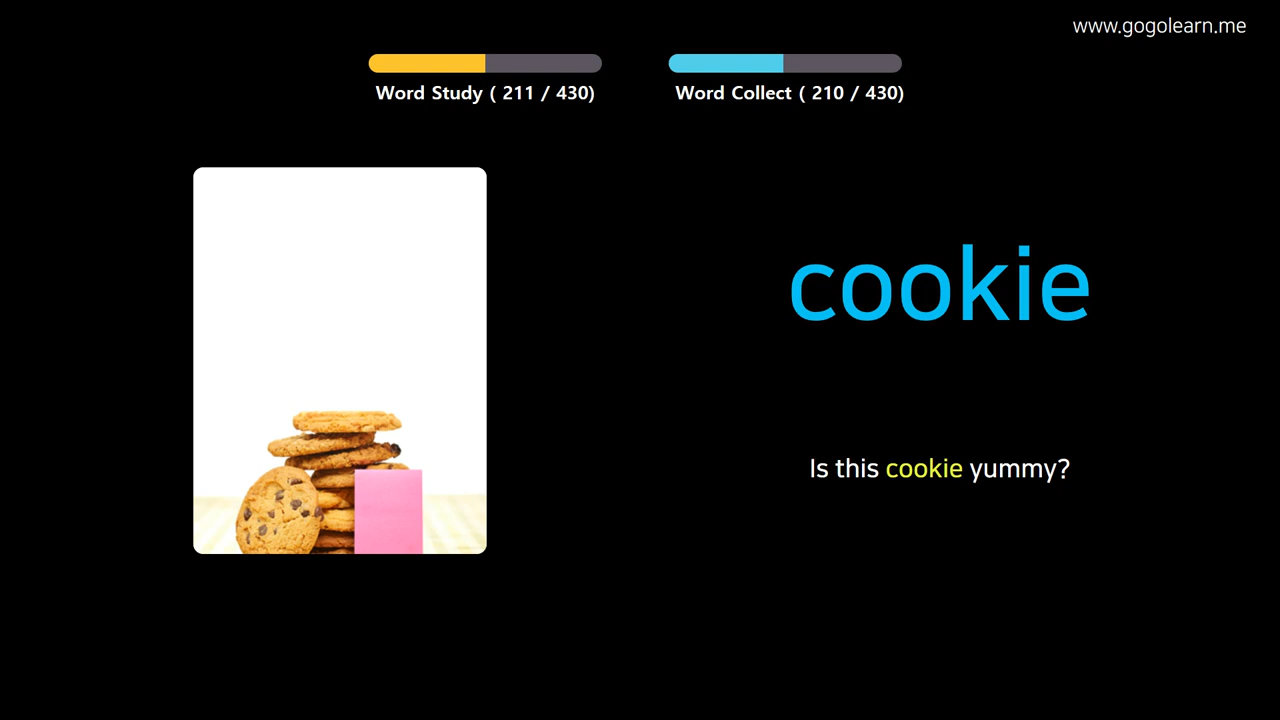 www.gogolearn.me
Word Study ( 211 / 430)
Word Collect ( 210 / 430)
cookie
Is this cookie yummy?